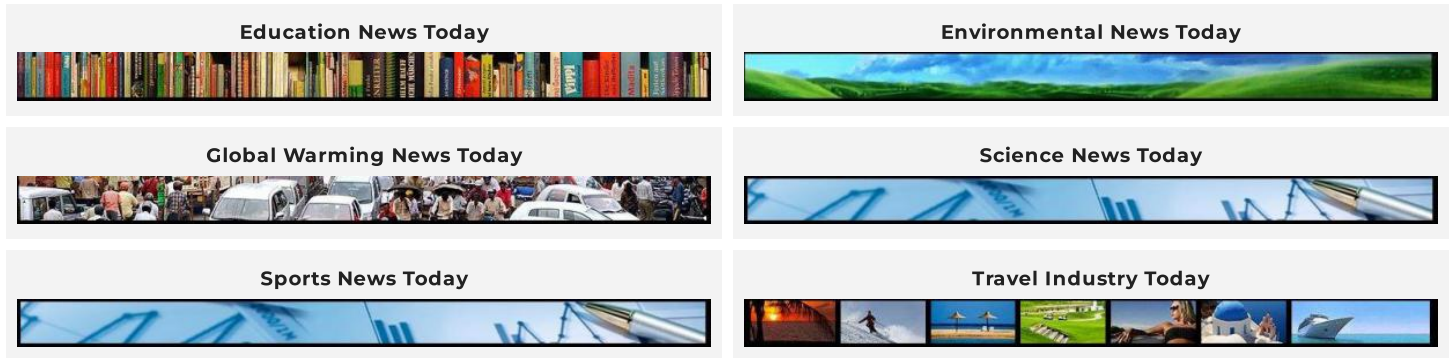 Education News Today
Environmental News Today
Global Warming News Today
Science News Today
Sports News Today
Travel Industry Today